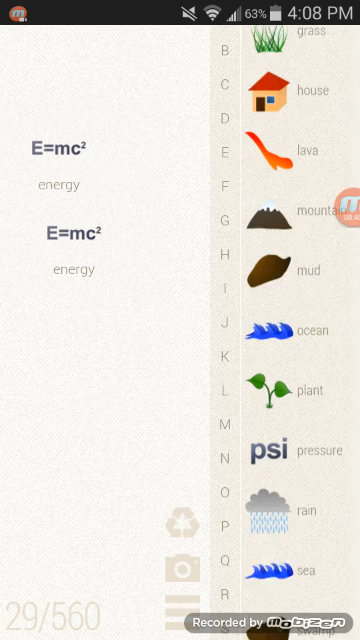 63% 4:08 PM
grass
B
C
house
D
E
lava
F
G
mountain
H
mud
I
J
ocean
K
L
plant
M
N
psi
pressure
O
rain
P
Q
sea
R
swamp
E=mc²
energy
E=mc²
energy
29/560
Recorded by Mobizen